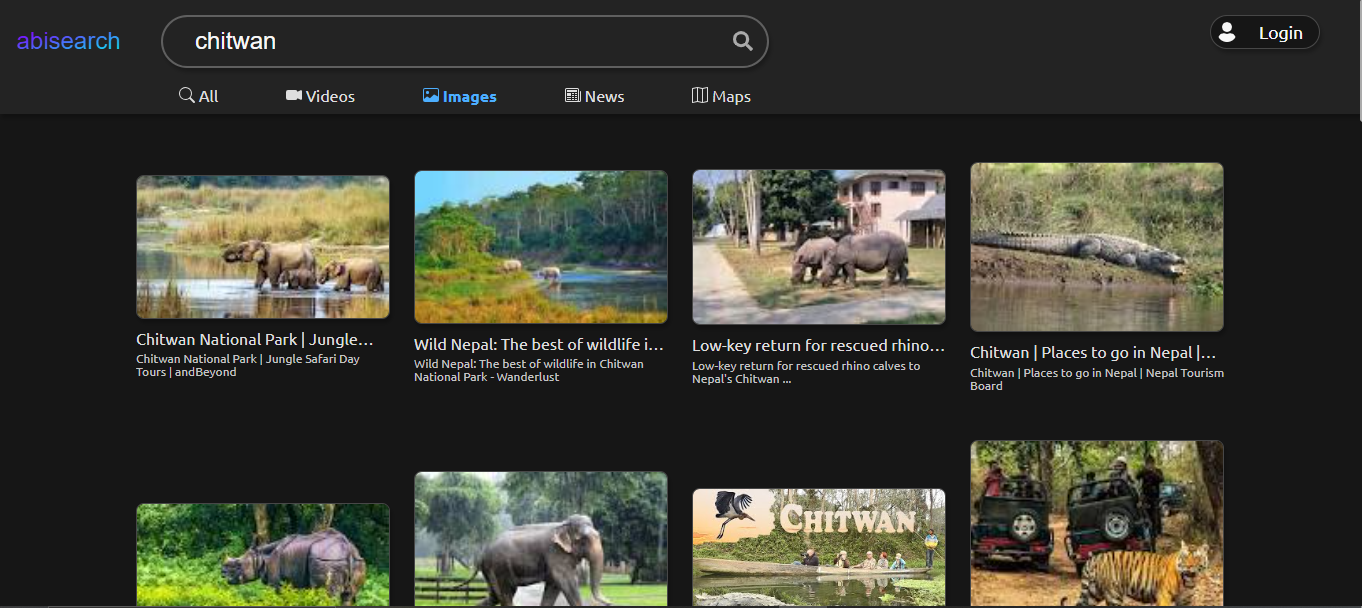 abisearch
chitwan
Login
All
Videos
Images
News
Maps
Chitwan National Park | Jungle...
Chitwan National Park | Jungle Safari Day
Tours | andBeyond
Wild Nepal: The best of wildlife i...
Wild Nepal: The best of wildlife in Chitwan
National Park - Wanderlust
Low-key return for rescued rhino...
Low-key return for rescued rhino calves to
Nepal's Chitwan ...
Chitwan | Places to go in Nepal |...
Chitwan | Places to go in Nepal | Nepal Tourism
Board
CHITWAN